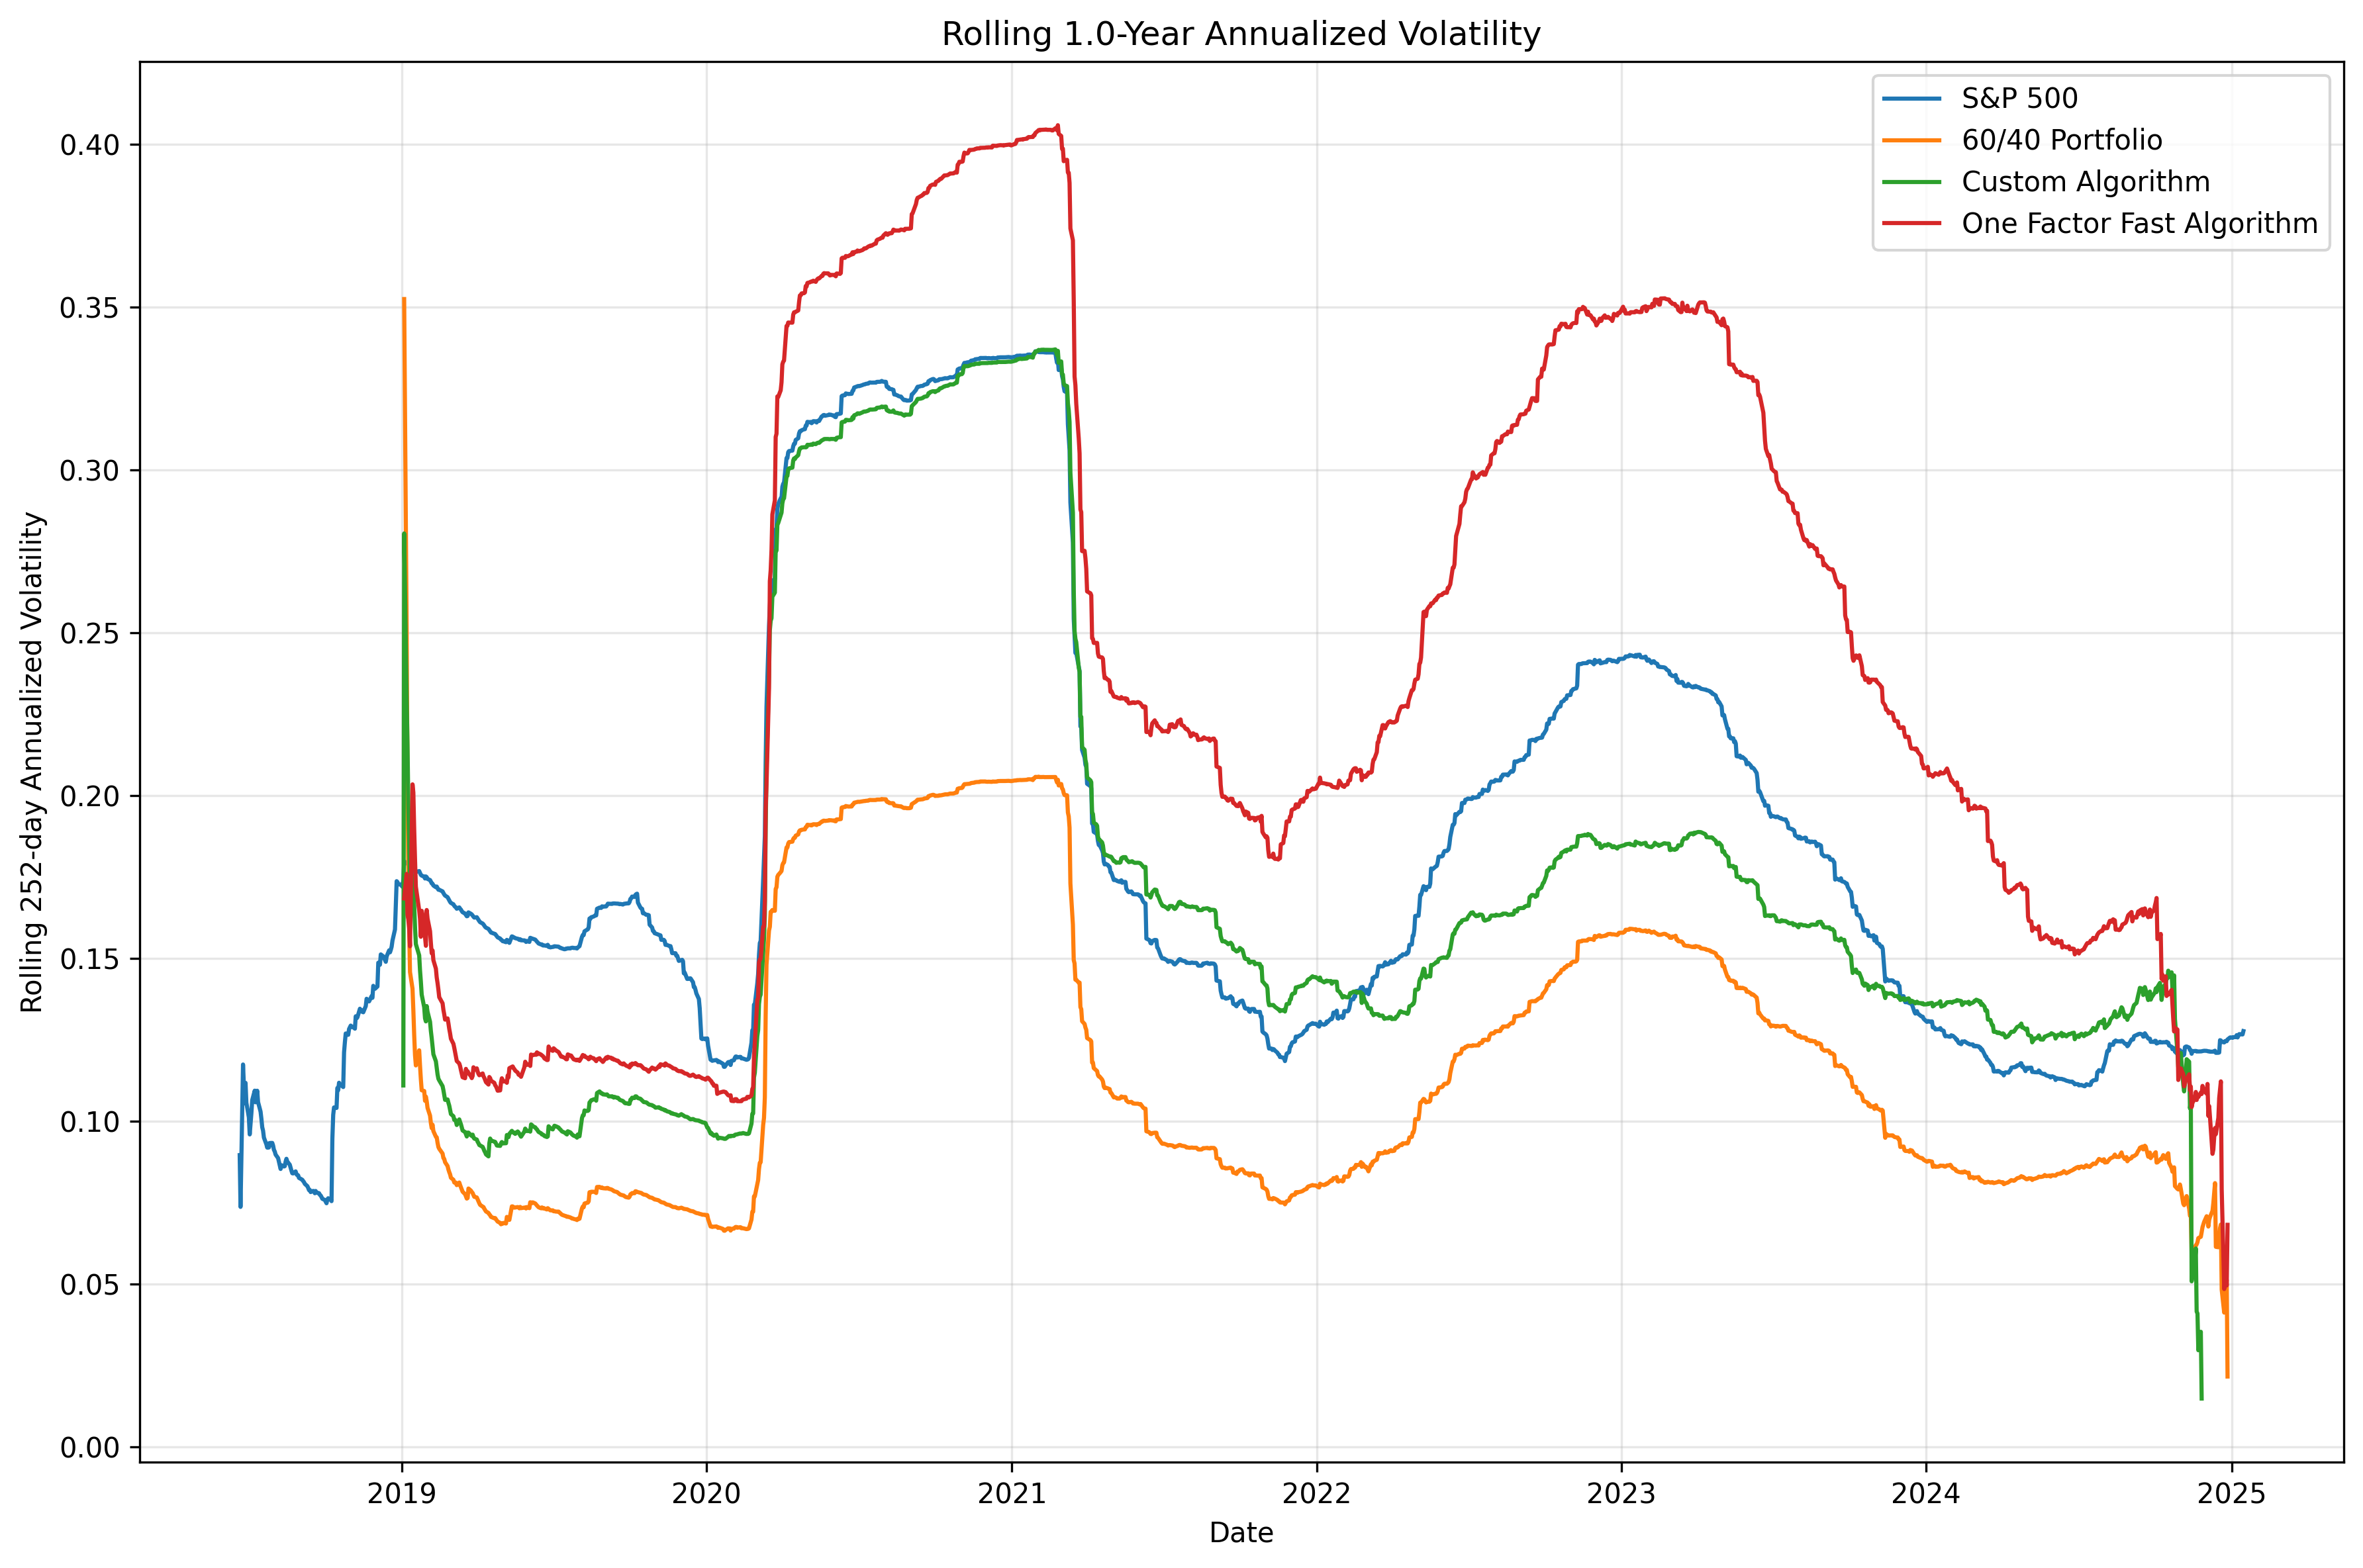 Rolling 1.0-Year Annualized Volatility
S&P 500
60/40 Portfolio
Custom Algorithm
One Factor Fast Algorithm
Rolling 252-day Annualized Volatility
0.40
0.35
0.30
0.25
0.20
0.15
0.10
0.05
0.00
2019
2020
2021
2022
2023
2024
2025
Date